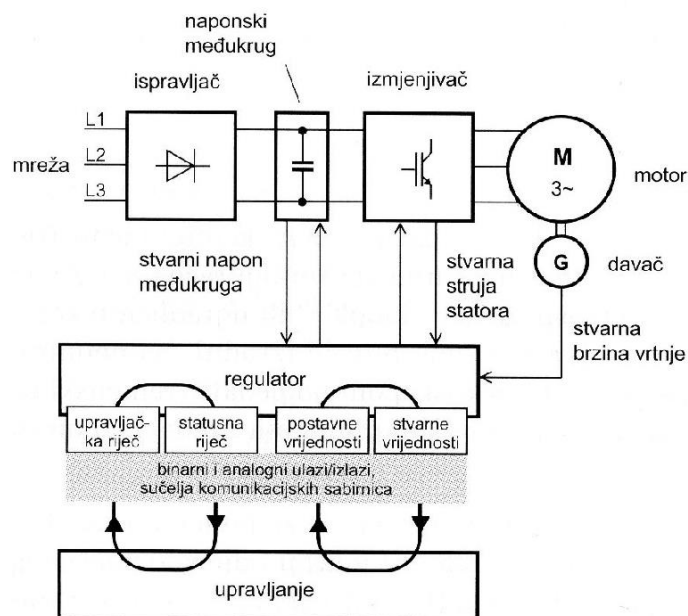 naponski
međukrug
ispravljač
izmjenjivač
L1
L2
L3
mreža
M
3~
motor
G
davač
stvarni napon
međukruga
stvarna
struja
statora
stvarna
brzina vrtnje
regulator
upravljač-
ka riječ
statusna
riječ
postavne
vrijednosti
stvarne
vrijednosti
binarni i analogni ulazi/izlazi,
sučelja komunikacijskih sabirnica
upravljanje